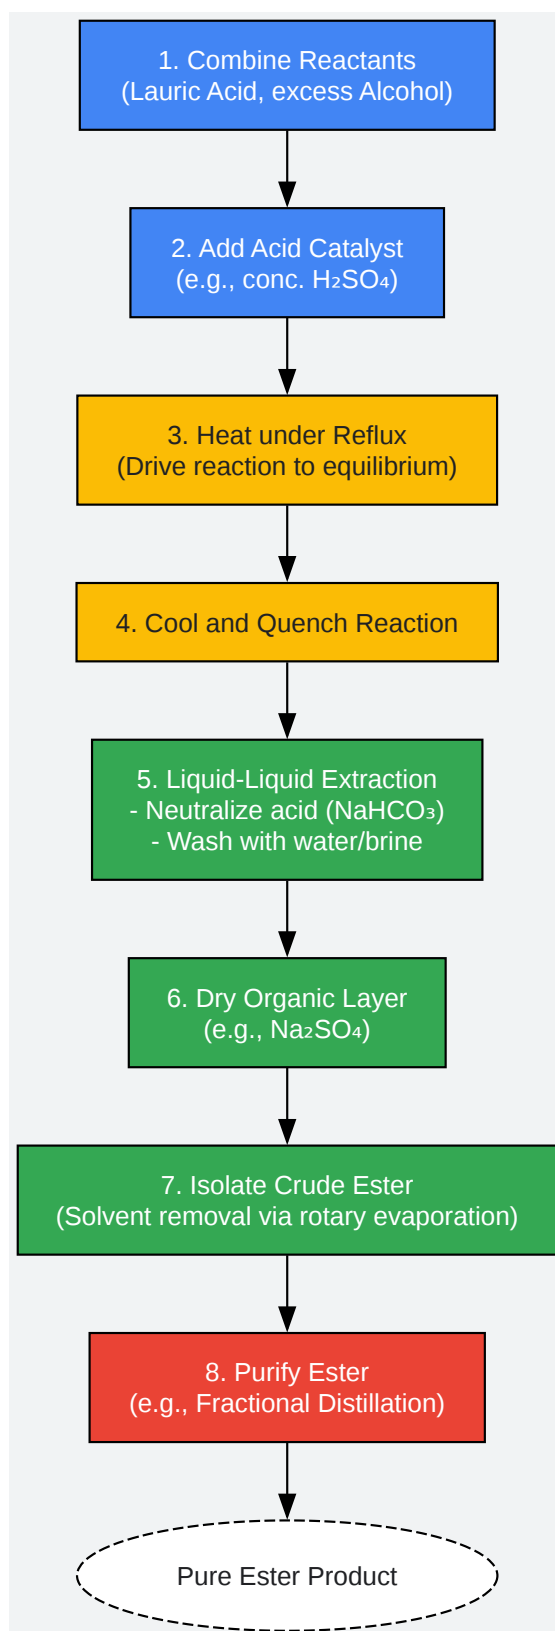 1. Combine Reactants
(Lauric Acid, excess Alcohol)
2. Add Acid Catalyst
(e.g., conc. H₂SO₄)
3. Heat under Reflux
(Drive reaction to equilibrium)
4. Cool and Quench Reaction
5. Liquid-Liquid Extraction
- Neutralize acid (NaHCO₃)
- Wash with water/brine
6. Dry Organic Layer
(e.g., Na₂SO₄)
7. Isolate Crude Ester
(Solvent removal via rotary evaporation)
8. Purify Ester
(e.g., Fractional Distillation)
Pure Ester Product